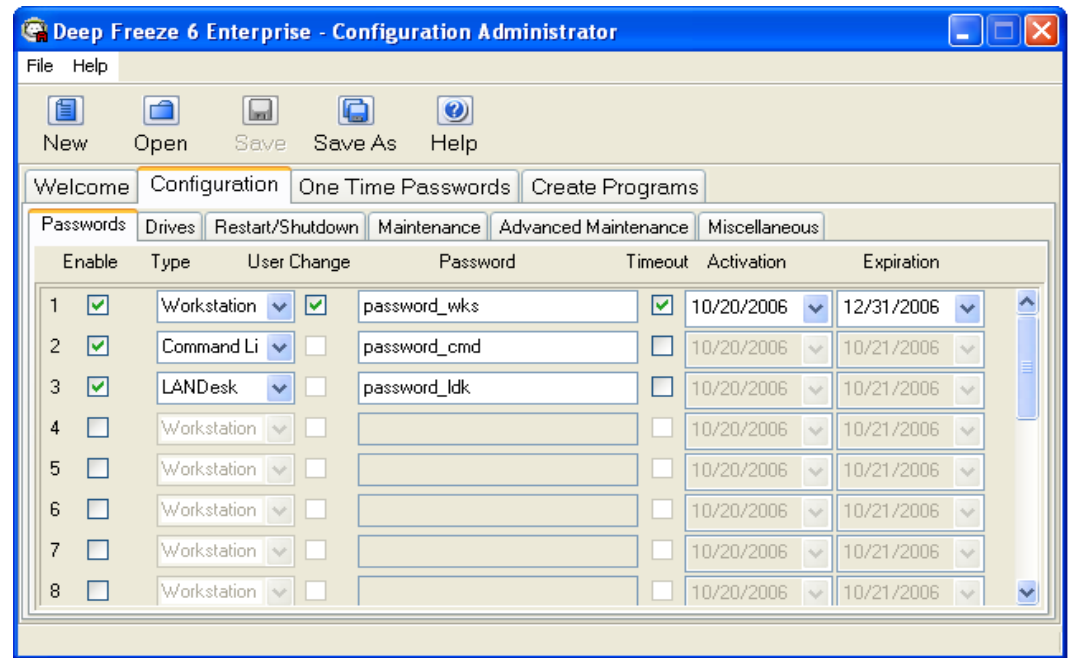 Deep Freeze 6 Enterprise - Configuration Administrator
File Help
New Open Save Save As Help
Welcome Configuration One Time Passwords Create Programs
Passwords Drives Restart/Shutdown Maintenance Advanced Maintenance Miscellaneous
Enable Type User Change Password Timeout Activation Expiration
1 Workstation password_wks 10/20/2006 12/31/2006
2 Command Li password_cmd 10/20/2006 10/21/2006
3 LANDesk password_ldk 10/20/2006 10/21/2006
4 Workstation 10/20/2006 10/21/2006
5 Workstation 10/20/2006 10/21/2006
6 Workstation 10/20/2006 10/21/2006
7 Workstation 10/20/2006 10/21/2006
8 Workstation 10/20/2006 10/21/2006